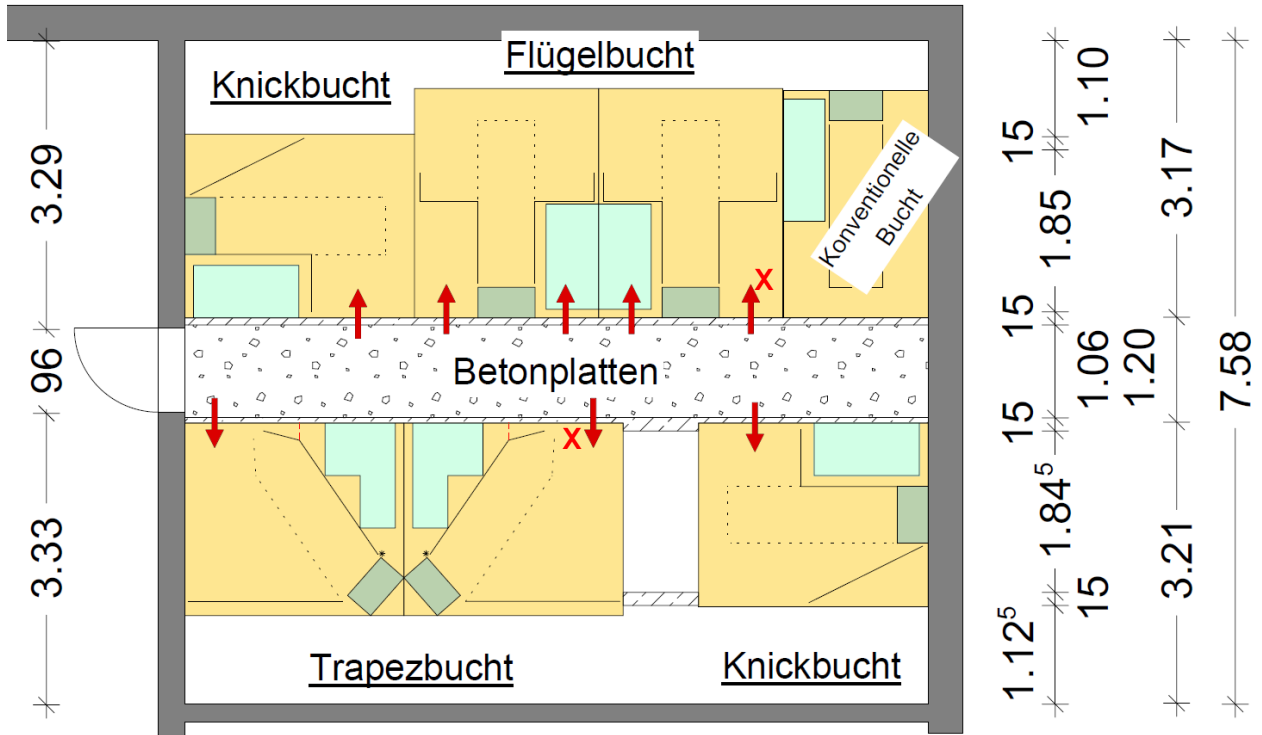 Flügelbucht
Knickbucht
Konventionelle
Bucht
X
Betonplatten
X
Trapezbucht
Knickbucht
3.29
96
3.33
1.10
15
1.85
15
1.06
15
1.84⁵
15
1.12⁵
1.20
3.17
3.21
7.58